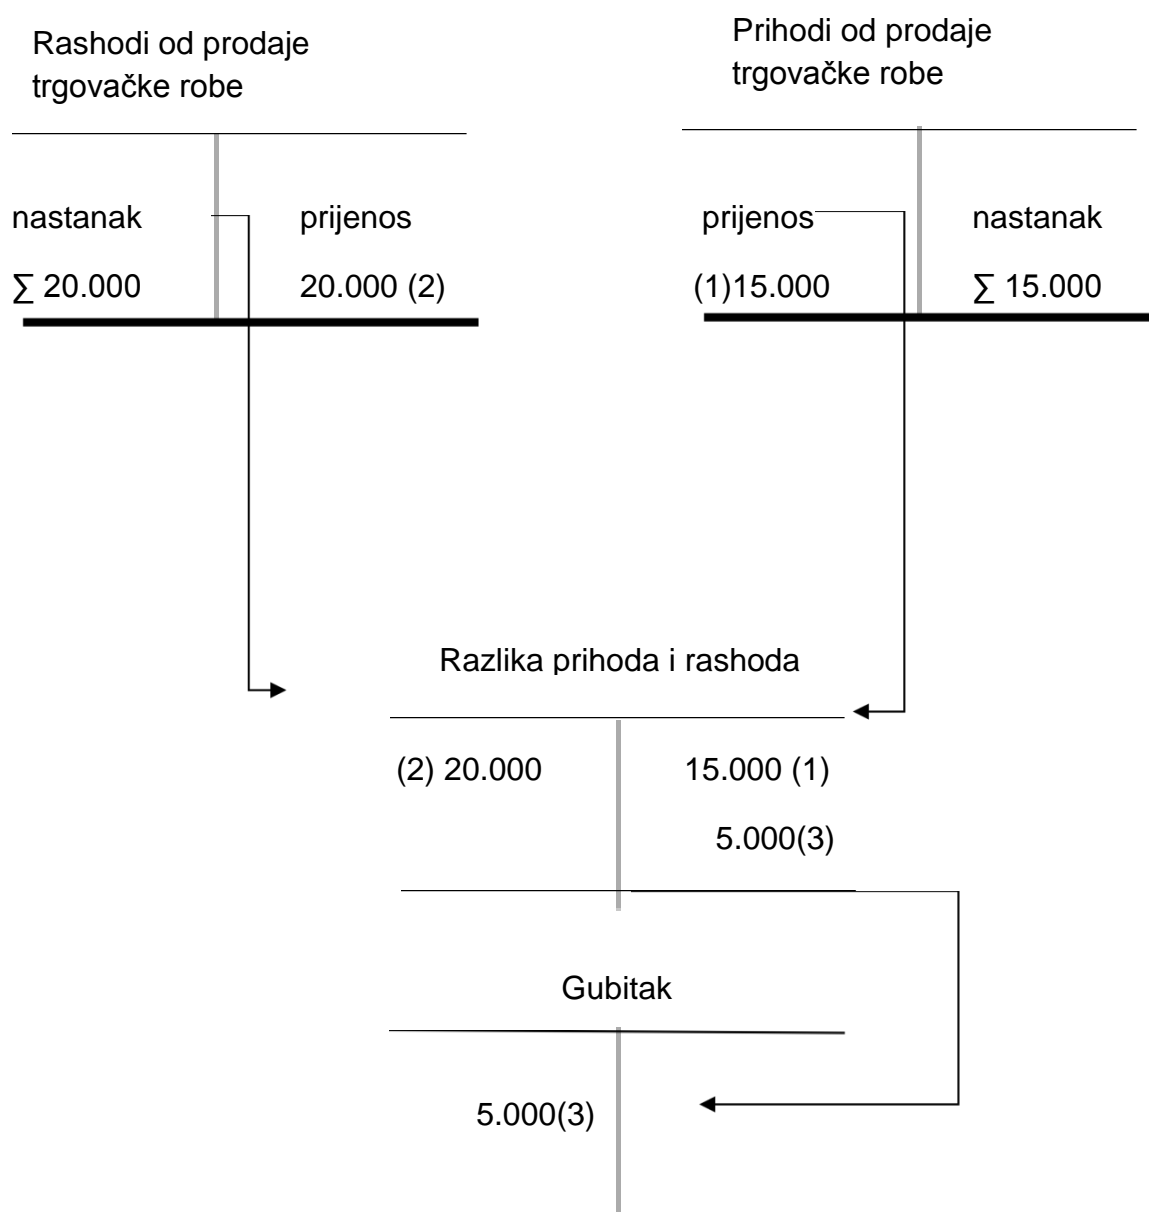 Rashodi od prodaje
trgovačke robe
Prihodi od prodaje
trgovačke robe
nastanak prijenos
∑ 20.000 20.000 (2)
prijenos nastanak
(1)15.000 ∑ 15.000
Razlika prihoda i rashoda
(2) 20.000 15.000 (1)
5.000(3)
Gubitak
5.000(3)